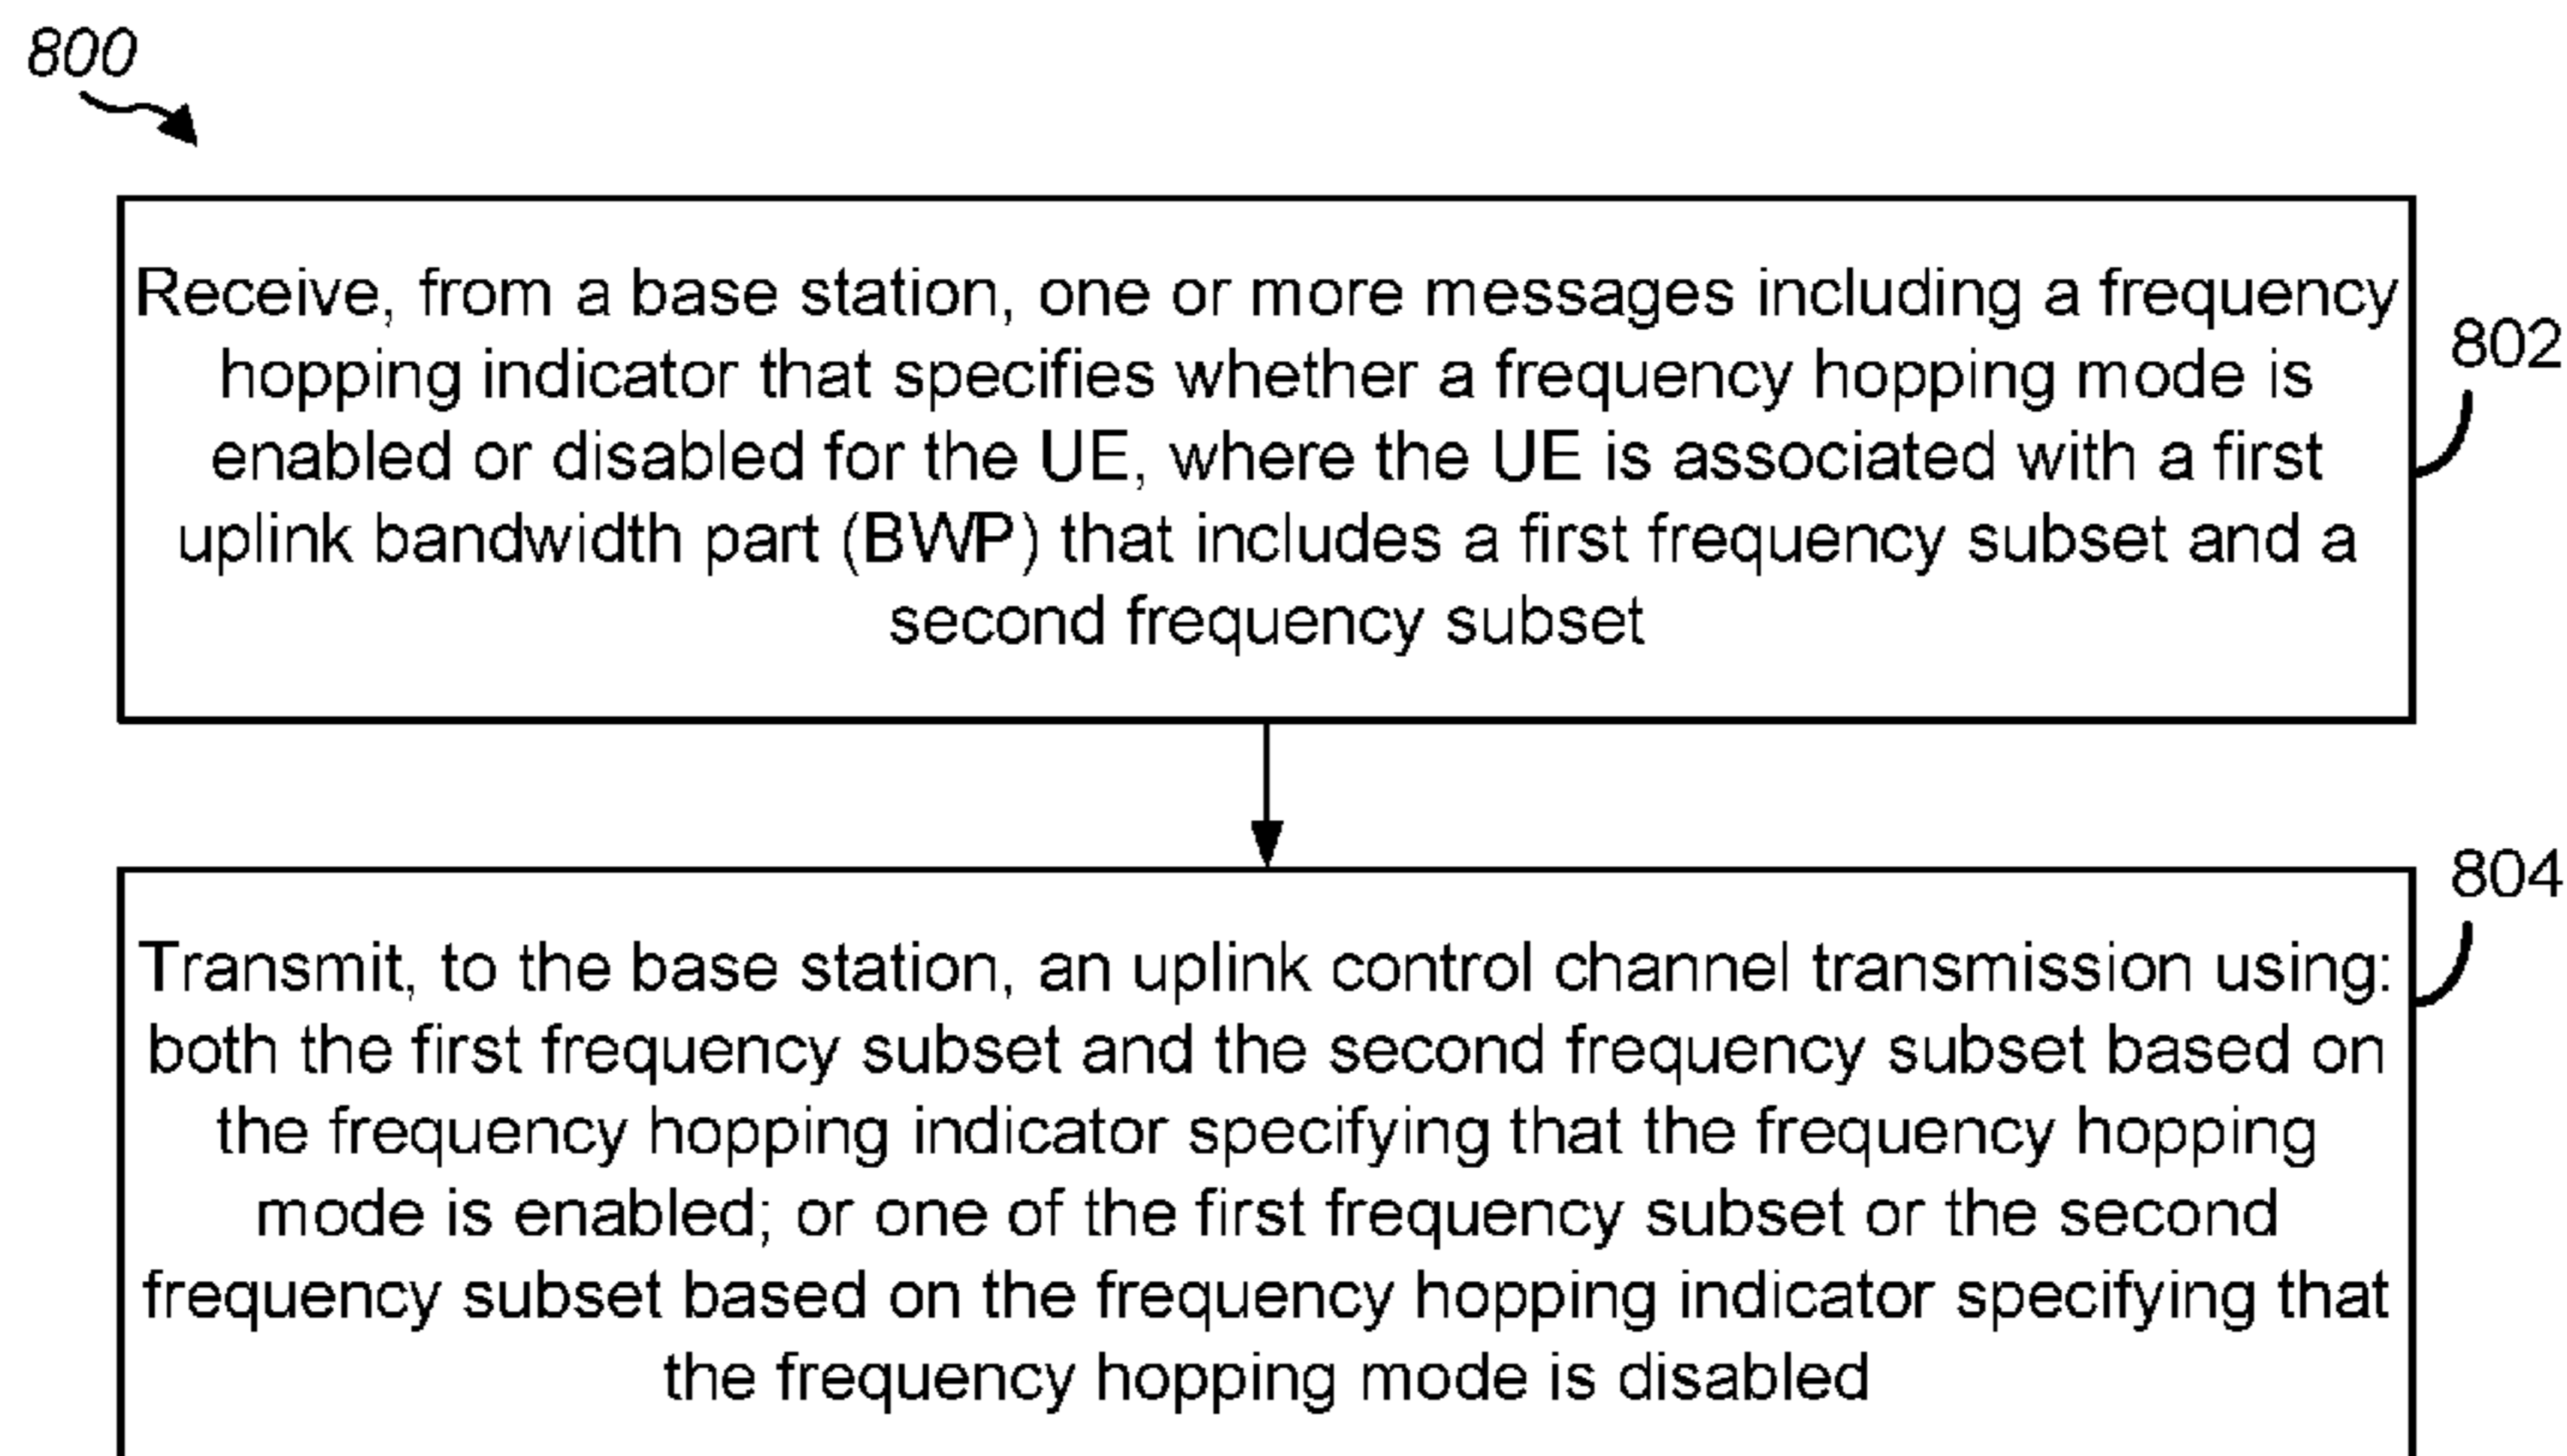 800
Receive, from a base station, one or more messages including a frequency
hopping indicator that specifies whether a frequency hopping mode is
enabled or disabled for the UE, where the UE is associated with a first
uplink bandwidth part (BWP) that includes a first frequency subset and a
second frequency subset
802
Transmit, to the base station, an uplink control channel transmission using:
both the first frequency subset and the second frequency subset based on
the frequency hopping indicator specifying that the frequency hopping
mode is enabled; or one of the first frequency subset or the second
frequency subset based on the frequency hopping indicator specifying that
the frequency hopping mode is disabled
804